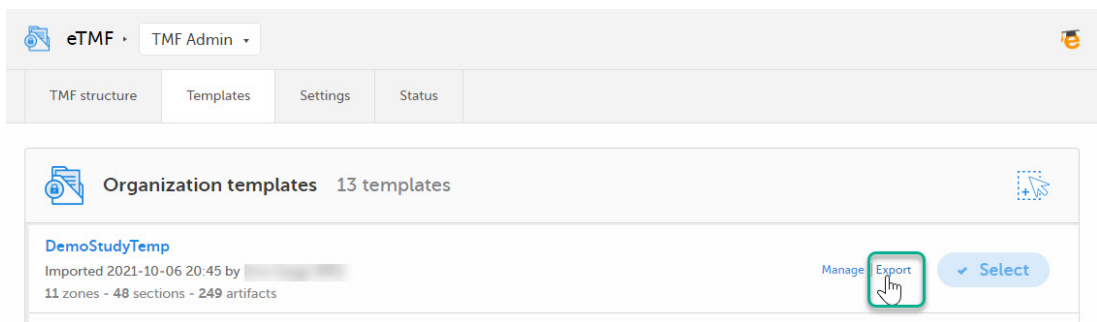 eTMF ▸ TMF Admin ▾
TMF structure Templates Settings Status
Organization templates 13 templates
DemoStudyTemp
Imported 2021-10-06 20:45 by
Manage | Export ✔ Select
11 zones - 48 sections - 249 artifacts